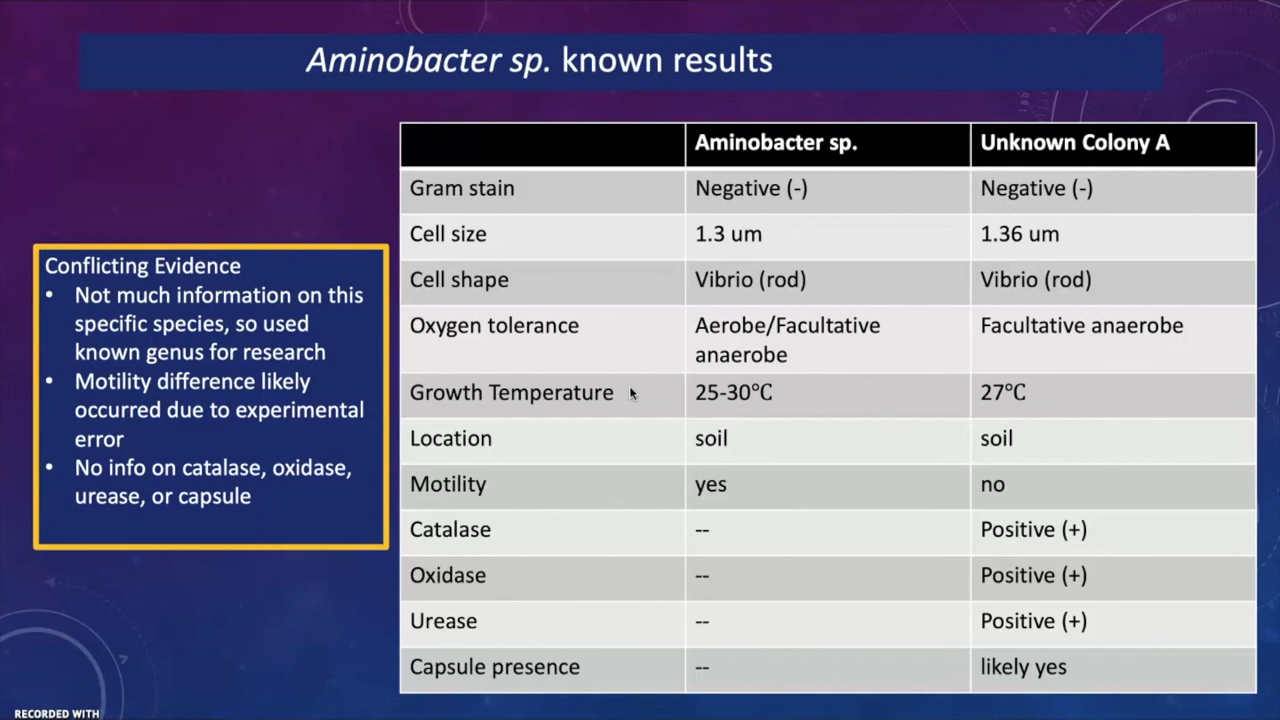 Aminobacter sp. known results
Conflicting Evidence
• Not much information on this
specific species, so used
known genus for research
• Motility difference likely
occurred due to experimental
error
• No info on catalase, oxidase,
urease, or capsule
Aminobacter sp. Unknown Colony A
Gram stain Negative (-) Negative (-)
Cell size 1.3 um 1.36 um
Cell shape Vibrio (rod) Vibrio (rod)
Oxygen tolerance Aerobe/Facultative Facultative anaerobe
anaerobe
Growth Temperature 25-30℃ 27℃
Location soil soil
Motility yes no
Catalase -- Positive (+)
Oxidase -- Positive (+)
Urease -- Positive (+)
Capsule presence -- likely yes
RECORDED WITH